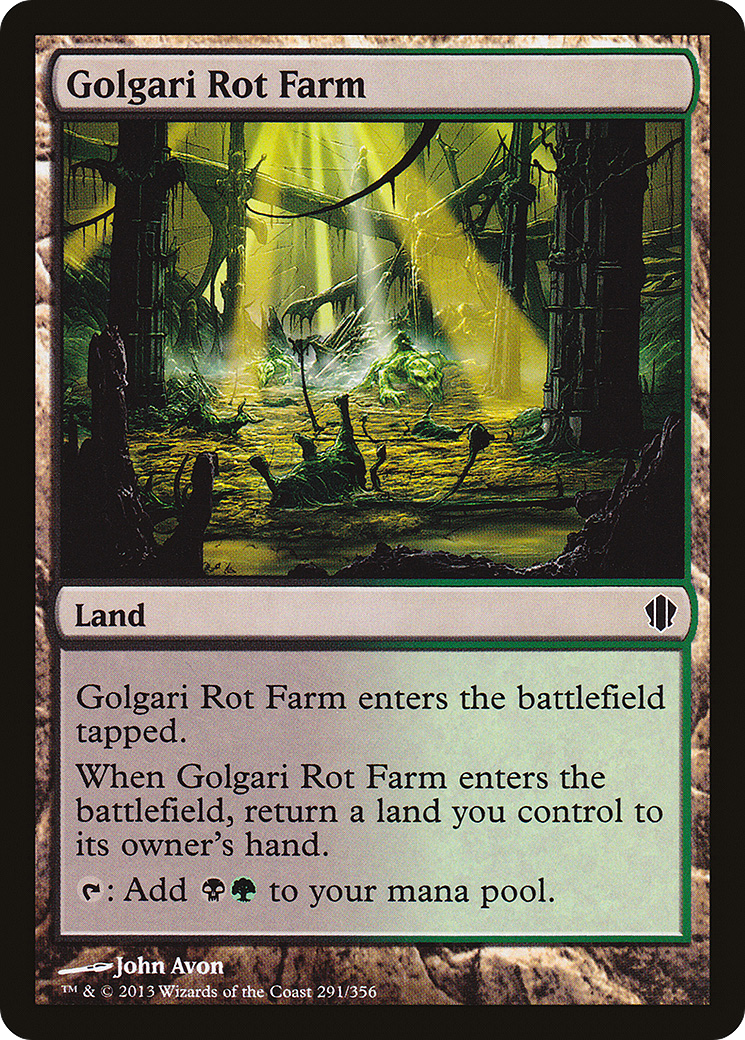 Golgari Rot Farm
Land
Golgari Rot Farm enters the battlefield
tapped.
When Golgari Rot Farm enters the
battlefield, return a land you control to
its owner's hand.
: Add to your mana pool.
John Avon
™ & © 2013 Wizards of the Coast 291/356